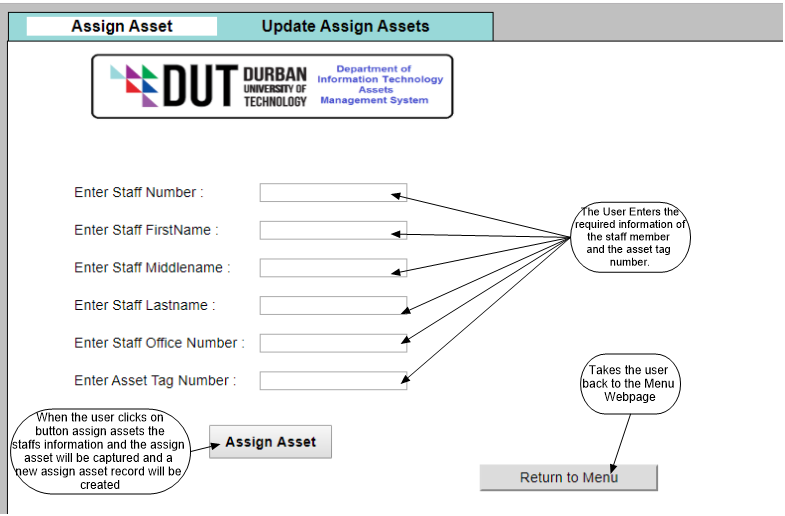 Assign Asset
Update Assign Assets
DUT
DURBAN
UNIVERSITY OF
TECHNOLOGY
Department of
Information Technology
Assets
Management System
Enter Staff Number :
Enter Staff FirstName :
Enter Staff Middlename :
Enter Staff Lastname :
Enter Staff Office Number :
Enter Asset Tag Number :
The User Enters the
required information of
the staff member
and the asset tag
number.
Takes the user
back to the Menu
Webpage
When the user clicks on
button assign assets the
staffs information and the assign
asset will be captured and a
new assign asset record will be
created
Assign Asset
Return to Menu